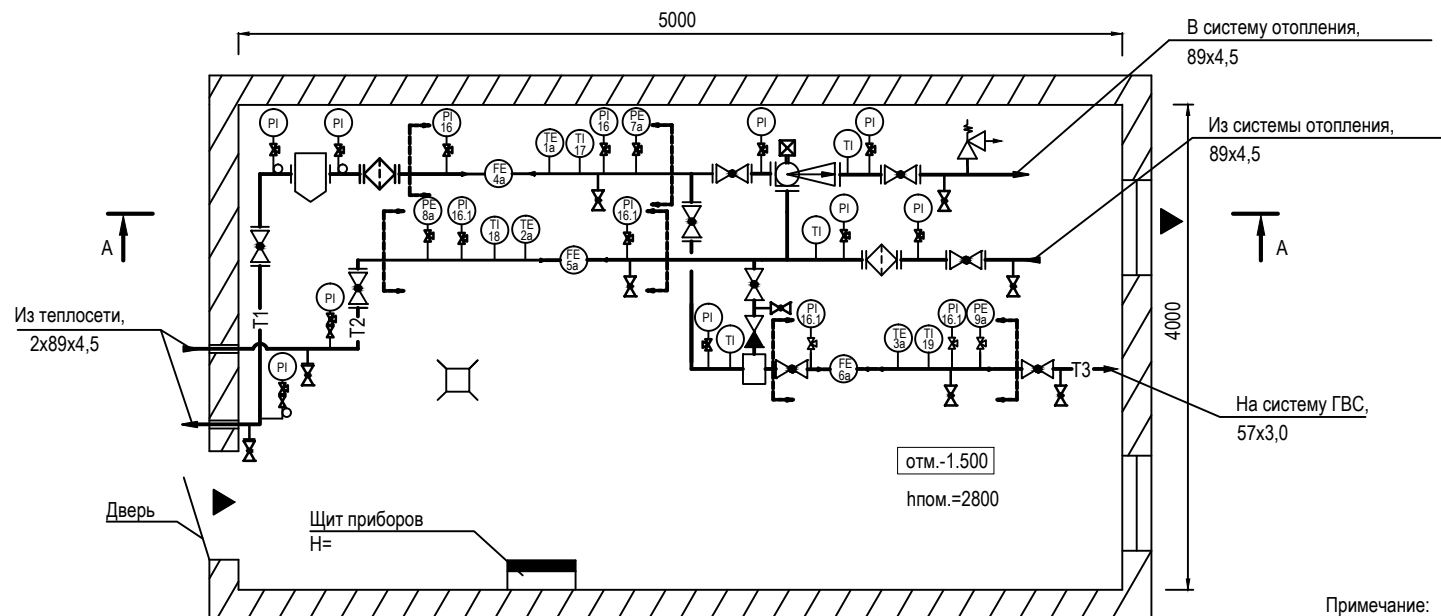 5000
В систему отопления,
89x4,5
Из системы отопления,
89x4,5
PI
PI
PI
16
TE
1a
TI
17
PI
16
PE
7a
PI
TI
PI
FE
4a
PE
8a
PI
16.1
TI
18
TE
2a
PI
16.1
TI
PI
PI
FE
5a
A
A
4000
Из теплосети,
2x89x4,5
T1
T2
PI
PI
PI
TI
PI
16.1
TE
3a
TI
19
PI
16.1
PE
9a
FE
6a
T3
На систему ГВС,
57x3,0
отм.-1.500
hпом.=2800
Дверь
Щит приборов
H=
Примечание: